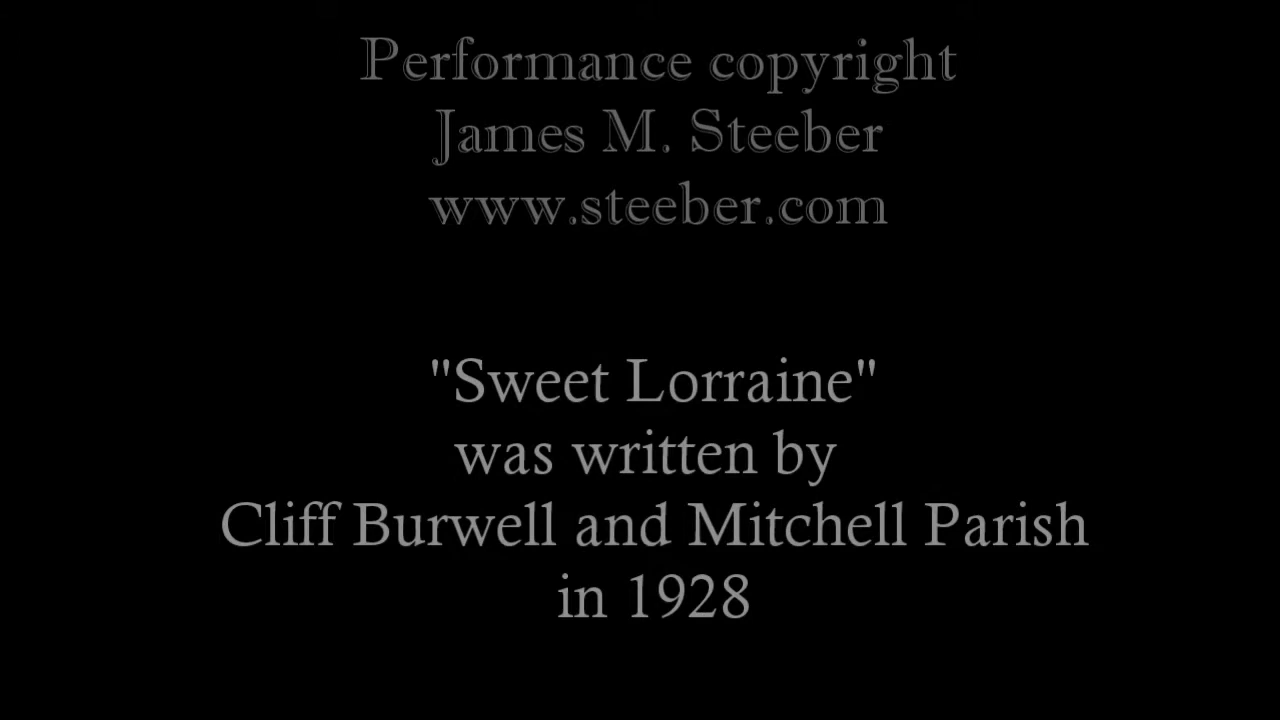 Performance copyright
James M. Steeber
www.steeber.com
"Sweet Lorraine"
was written by
Cliff Burwell and Mitchell Parish
in 1928